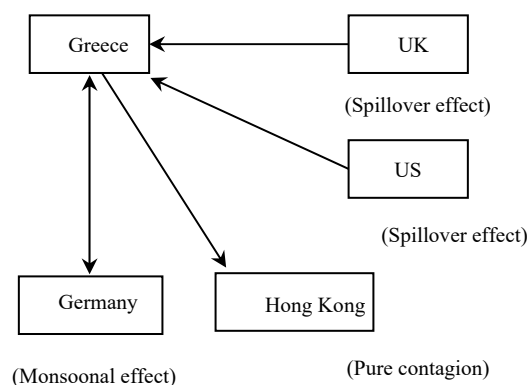 Greece
UK
(Spillover effect)
US
(Spillover effect)
Germany
Hong Kong
(Monsoonal effect)
(Pure contagion)